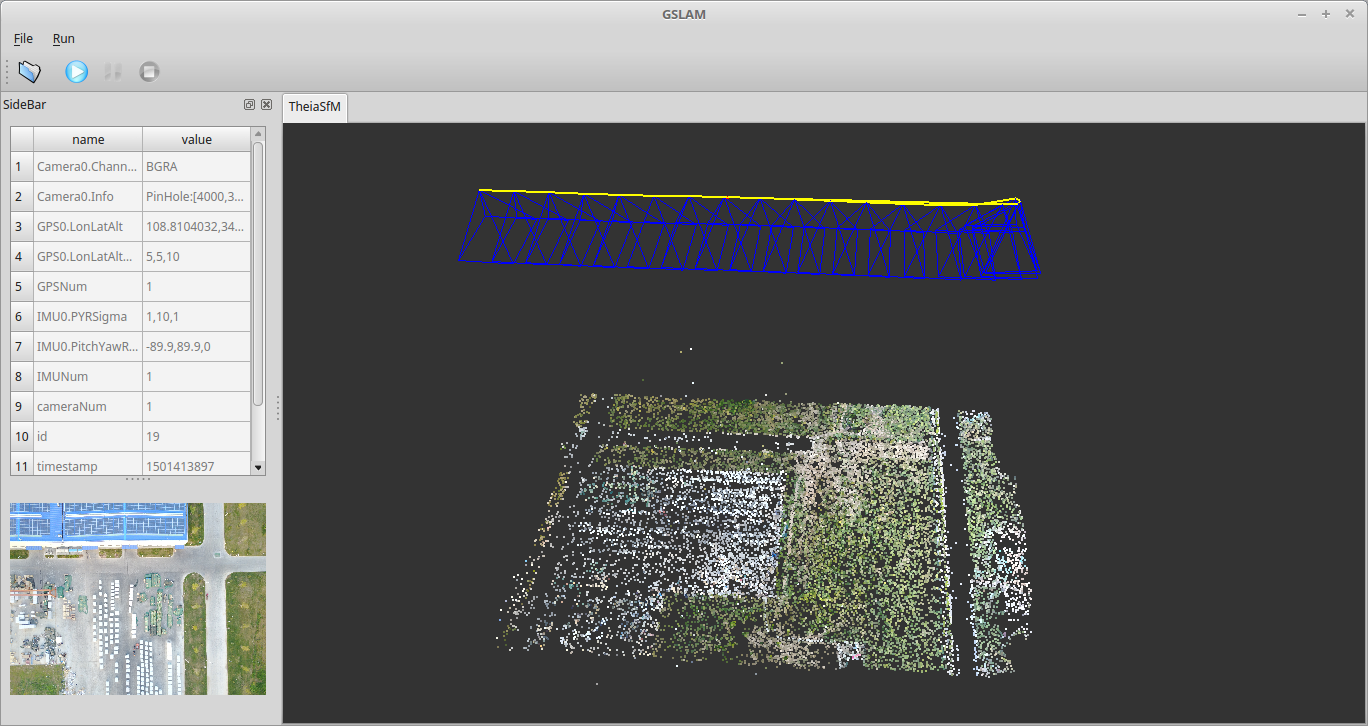 GSLAM
File Run
SideBar
TheiaSfM
name value
1 Camera0.Chann... BGRA
2 Camera0.Info PinHole:[4000,3...
3 GPS0.LonLatAlt 108.8104032,34...
4 GPS0.LonLatAlt... 5,5,10
5 GPSNum 1
6 IMU0.PYRSigma 1,10,1
7 IMU0.PitchYawR... -89.9,89.9,0
8 IMUNum 1
9 cameraNum 1
10 id 19
11 timestamp 1501413897